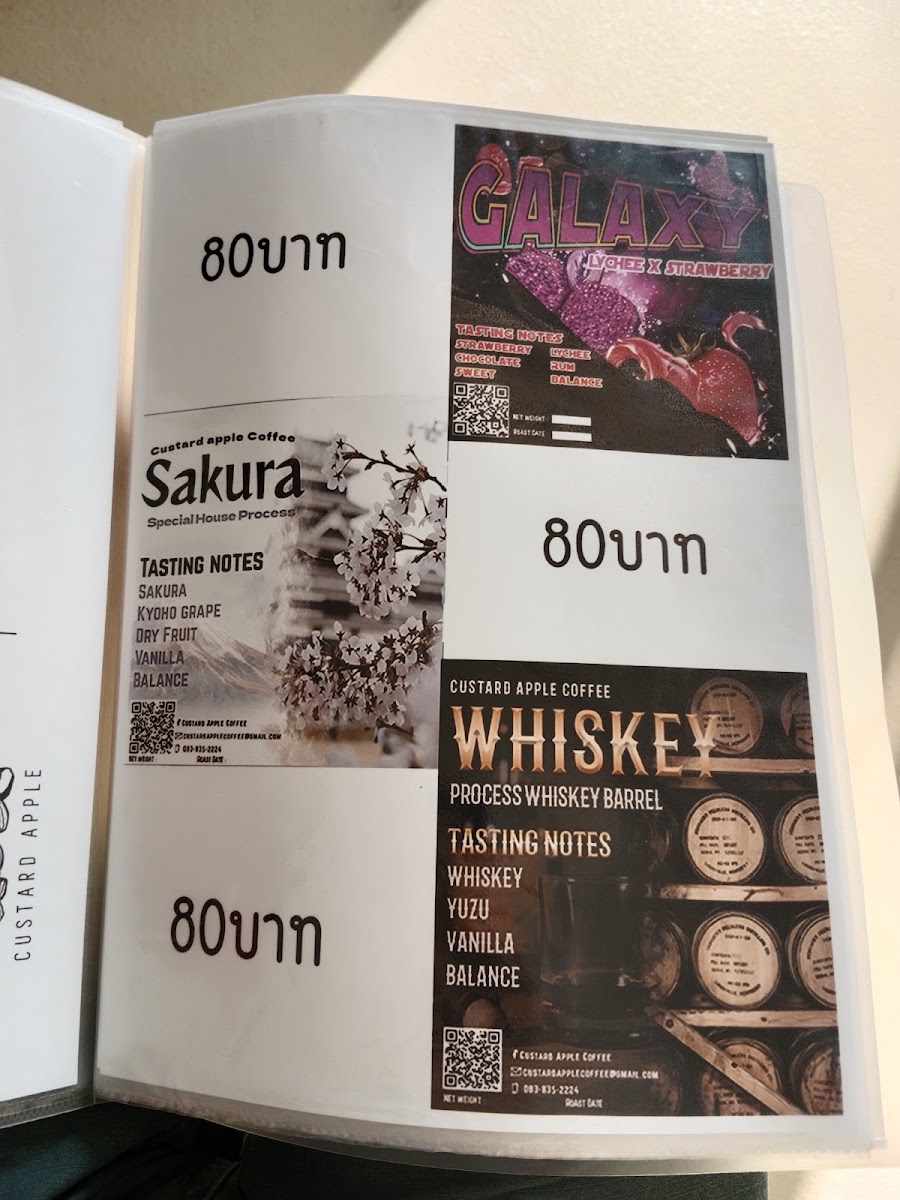 80บาท
GALAXY
LYCHEE X STRAWBERRY
TASTING NOTES
STRAWBERRY LYCHEE
CHOCOLATE RUM
SWEET BALANCE
NET WEIGHT
ROAST DATE
Custard apple Coffee
Sakura
Special House Process
TASTING NOTES
SAKURA
KYOHO GRAPE
DRY FRUIT
VANILLA
BALANCE
CUSTARD APPLE COFFEE
CUSTARDAPPLECOFFEE@GMAIL.COM
083-835-2224
NET WEIGHT : ROAST DATE :
80บาท
80บาท
CUSTARD APPLE COFFEE
WHISKEY
PROCESS WHISKEY BARREL
TASTING NOTES
WHISKEY
YUZU
VANILLA
BALANCE
CUSTARD APPLE COFFEE
CUSTARDAPPLECOFFEE@GMAIL.COM
083-835-2224
NET WEIGHT ROAST DATE
CUSTARD APPLE